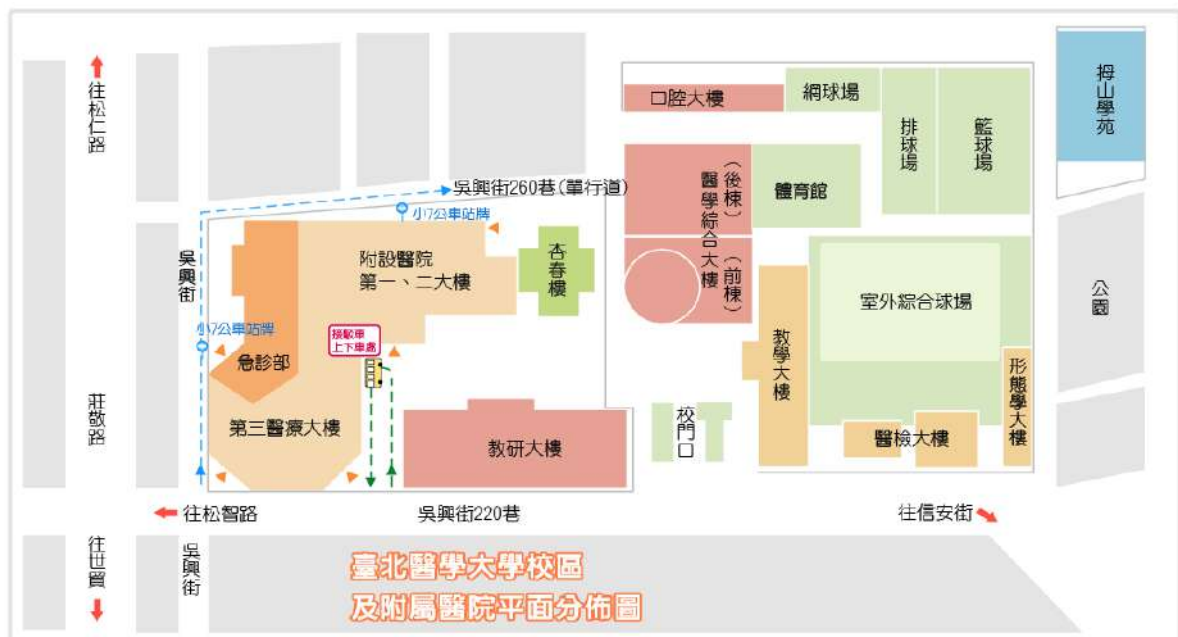 往松仁路
口腔大樓
網球場
排球場
籃球場
拇山學苑
吳興街260巷(單行道)
小7公車站牌
醫學綜合大樓
（後棟）
（前棟）
體育館
吳興街
附設醫院
第一、二大樓
杏春樓
室外綜合球場
公園
小7公車站牌
接駁車
上下車處
急診部
教學大樓
形態學大樓
莊敬路
第三醫療大樓
教研大樓
校門口
醫檢大樓
往松智路
吳興街220巷
往信安街
往世貿
吳興街
臺北醫學大學校區
及附屬醫院平面分佈圖